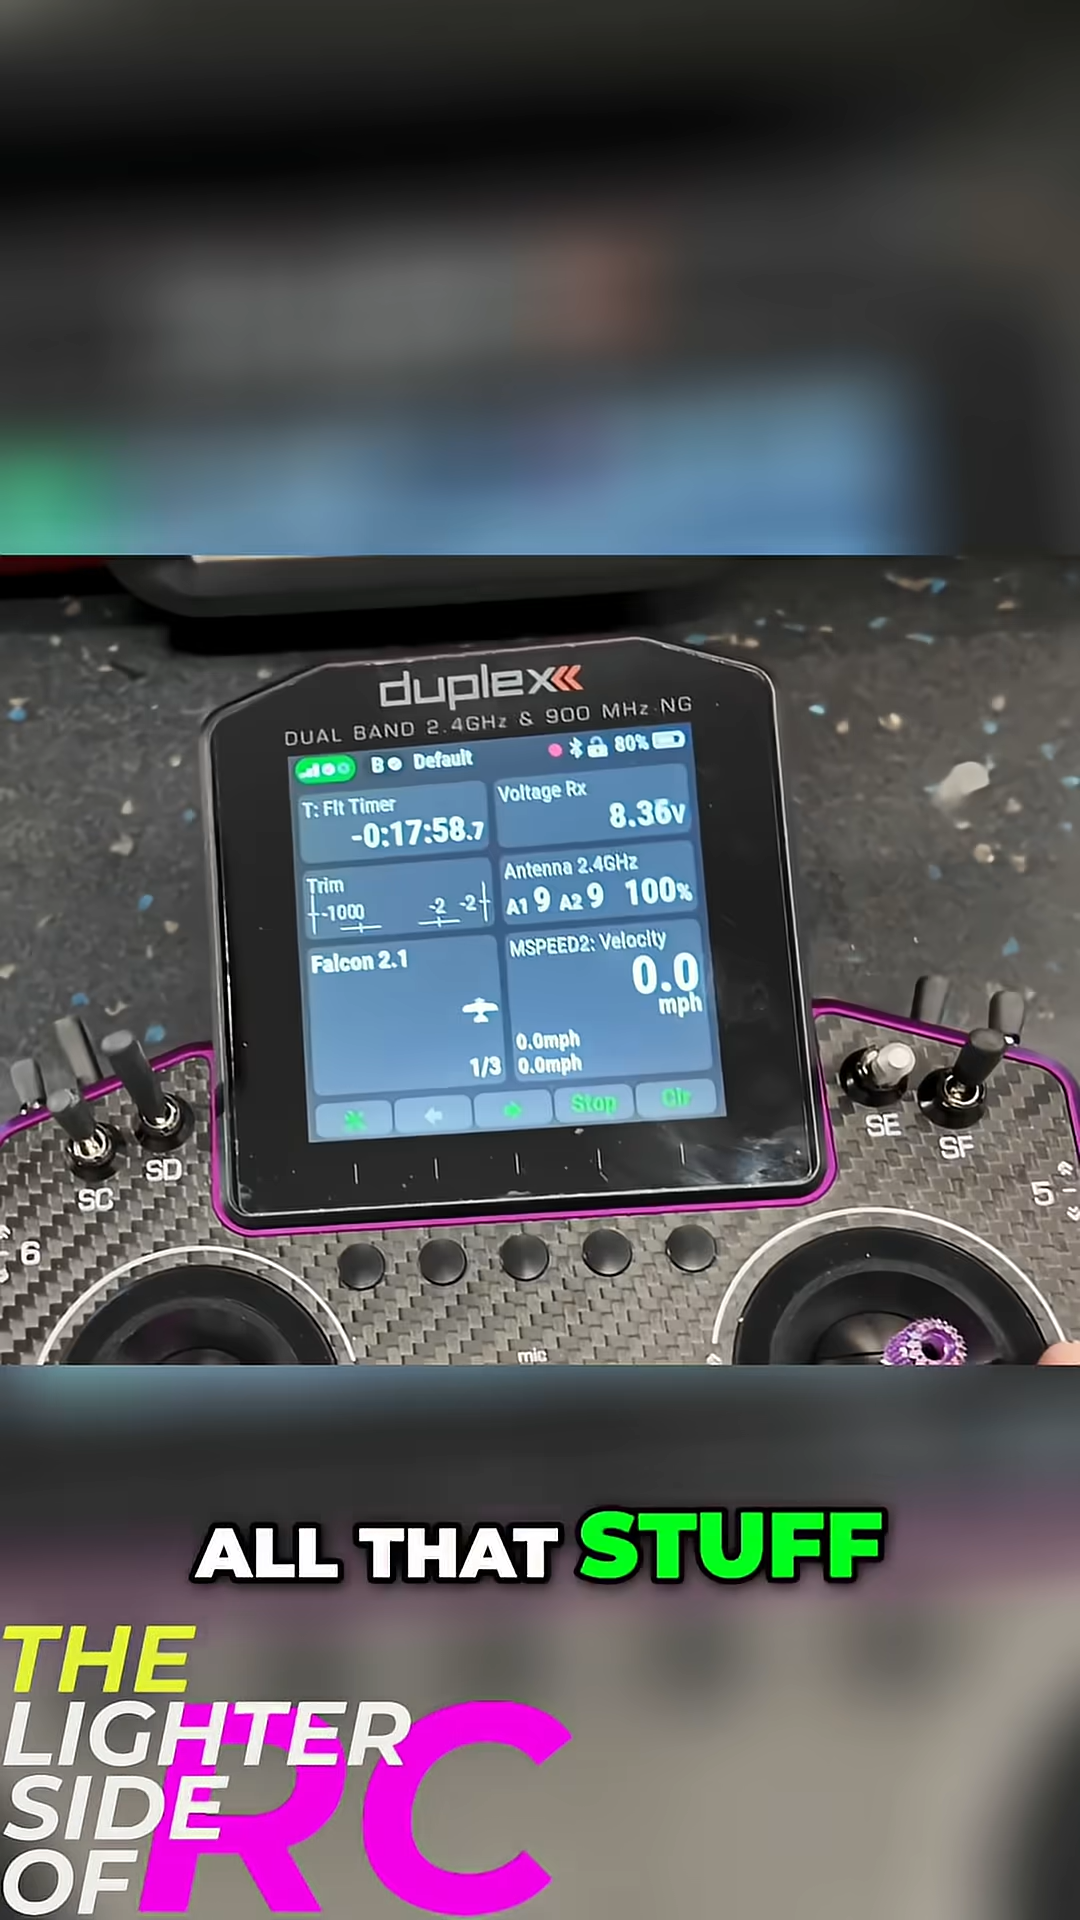 duplex
DUAL BAND 2.4GHz & 900 MHz NG
B Default 80%
T: Flt Timer
-0:17:58.7
Voltage Rx
8.36V
Trim
-1000 -2 -2
Antenna 2.4GHz
A1 9 A2 9 100%
Falcon 2.1
1/3
MSPEED2: Velocity
0.0
mph
0.0mph
0.0mph
Stop Clr
SC SD SE SF
6 5
mic
ALL THAT STUFF
THE
LIGHTER
SIDE
OF RC